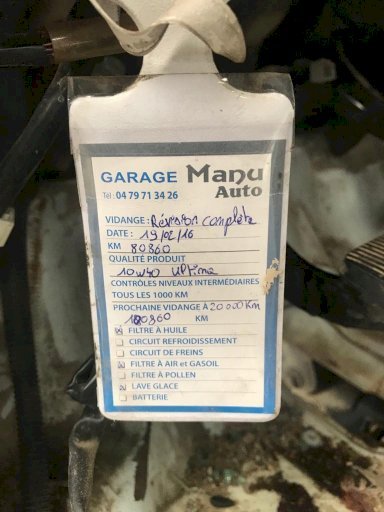 GARAGE Manu
Auto
Tél : 04 79 71 34 26
VIDANGE : Révision complète
DATE : 19/02/16
KM 80860
QUALITÉ PRODUIT
10w40 Ultima
CONTRÔLES NIVEAUX INTERMÉDIAIRES
TOUS LES 1000 KM
PROCHAINE VIDANGE À 20 000 Km
100860 KM
FILTRE À HUILE
CIRCUIT REFROIDISSEMENT
CIRCUIT DE FREINS
FILTRE À AIR et GASOIL
FILTRE À POLLEN
LAVE GLACE
BATTERIE